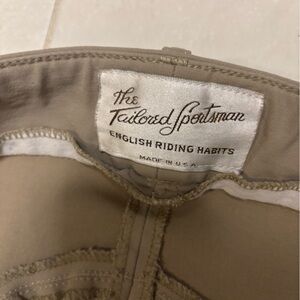 The
Tailored Sportsman
ENGLISH RIDING HABITS
MADE IN U.S.A.